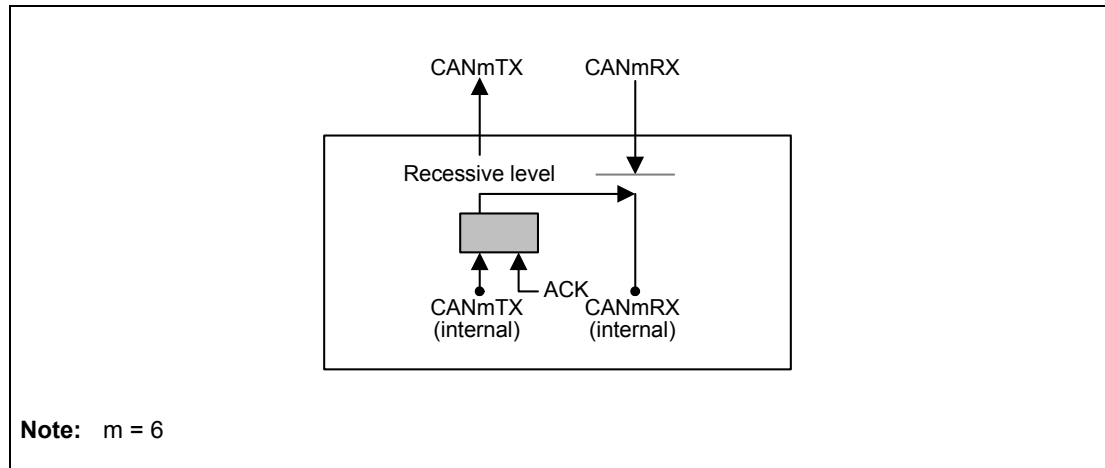 CANmTX CANmRX
Recessive level
ACK
CANmTX
(internal)
CANmRX
(internal)
Note: m = 6